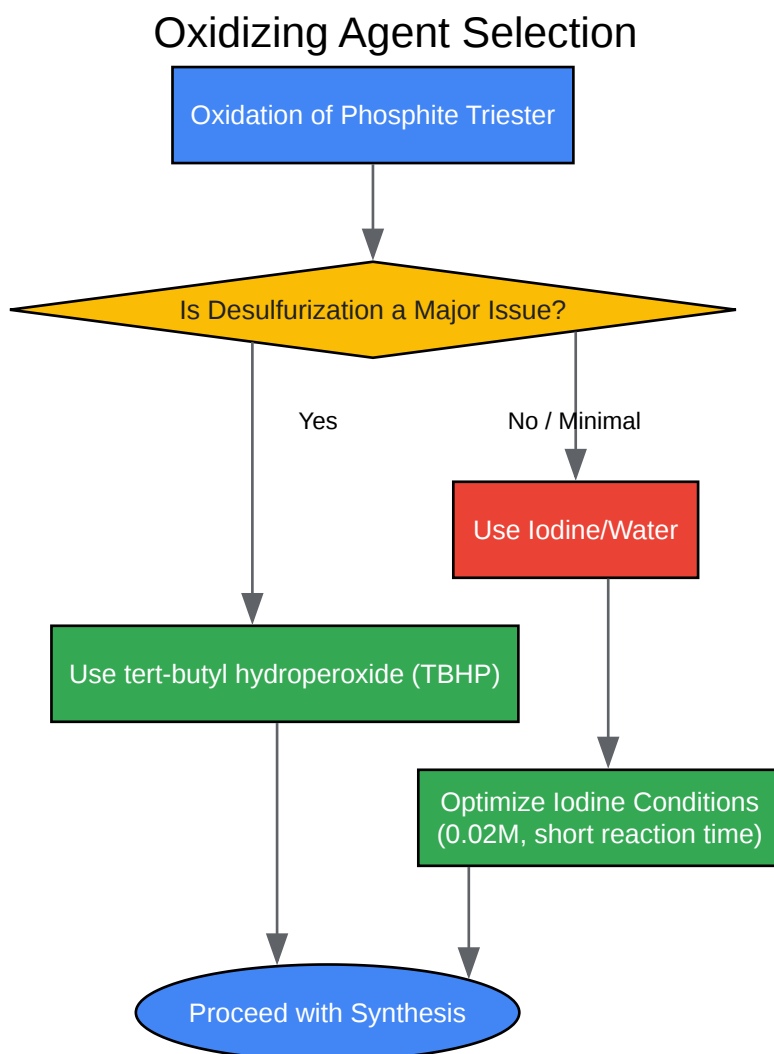 Oxidizing Agent Selection
Oxidation of Phosphite Triester
Is Desulfurization a Major Issue?
Yes
No / Minimal
Use Iodine/Water
Use tert-butyl hydroperoxide (TBHP)
Optimize Iodine Conditions
(0.02M, short reaction time)
Proceed with Synthesis